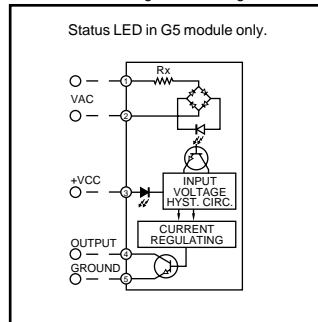 Status LED in G5 module only.
1
Rx
VAC
2
+VCC
3
INPUT
VOLTAGE
HYST. CIRC.
CURRENT
REGULATING
OUTPUT
4
GROUND
5